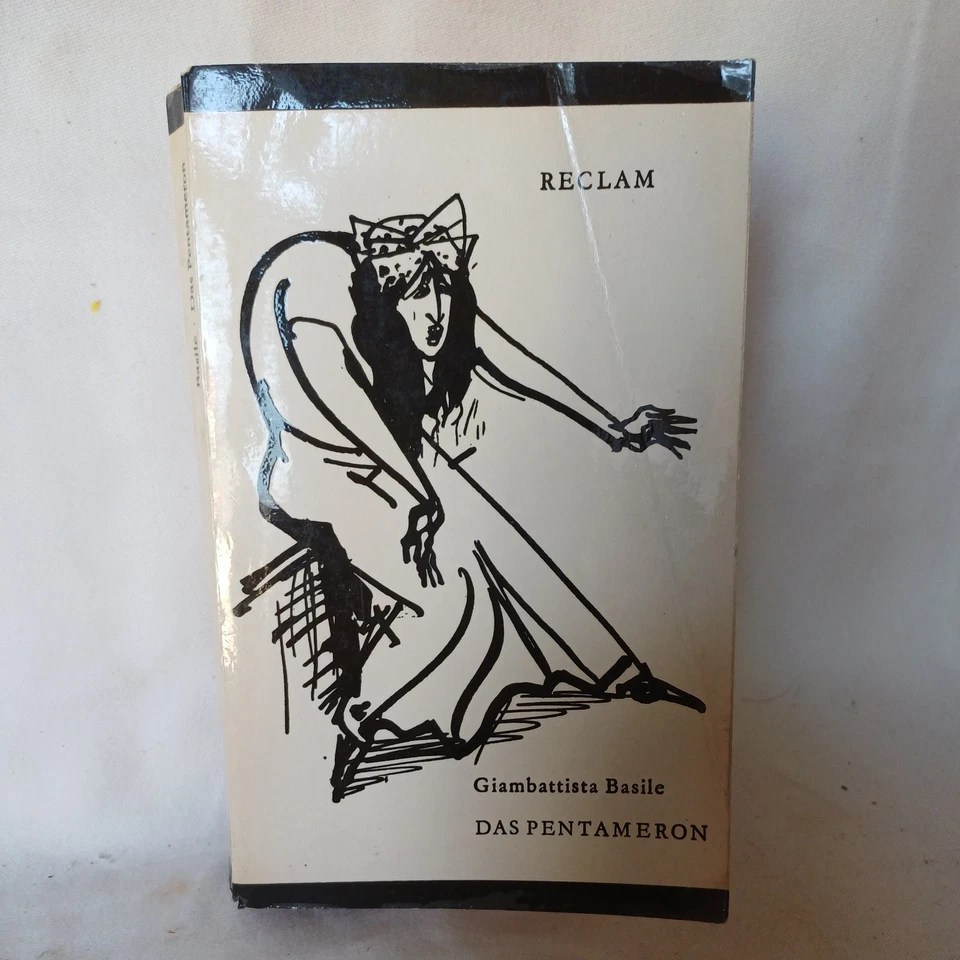 RECLAM
Giambattista Basile
DAS PENTAMERON
Basile · Das Pentameron